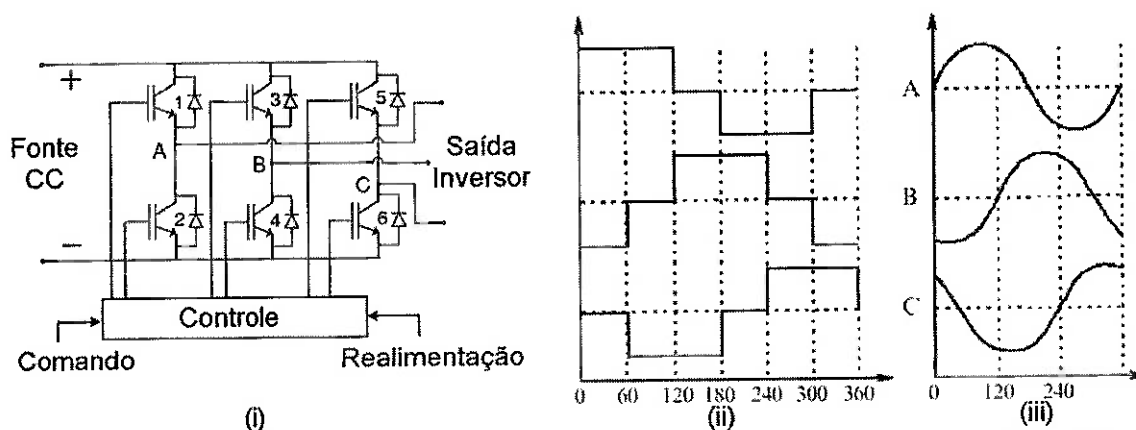 +
Fonte
CC
−
1
3
5
A
B
C
2
4
6
Saída
Inversor
Controle
Comando
Realimentação
(i)
0 60 120 180 240 300 360
(ii)
A
B
C
0 120 240
(iii)